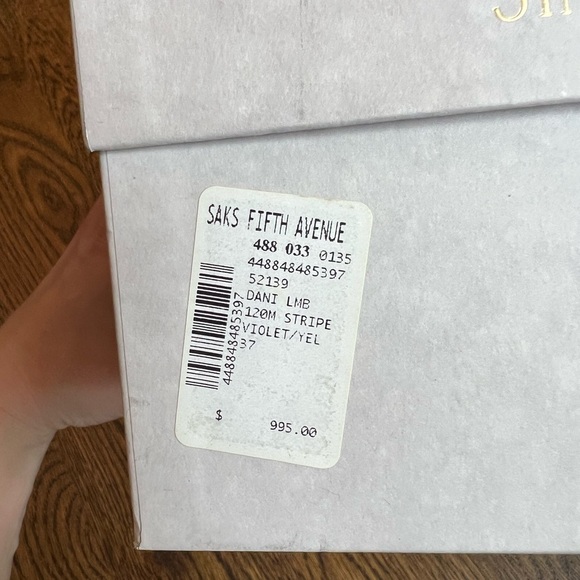 SAKS FIFTH AVENUE
488 033 0135
448848485397
52139
DANI LMB
120M STRIPE
VIOLET/YEL
37
448848485397
$ 995.00